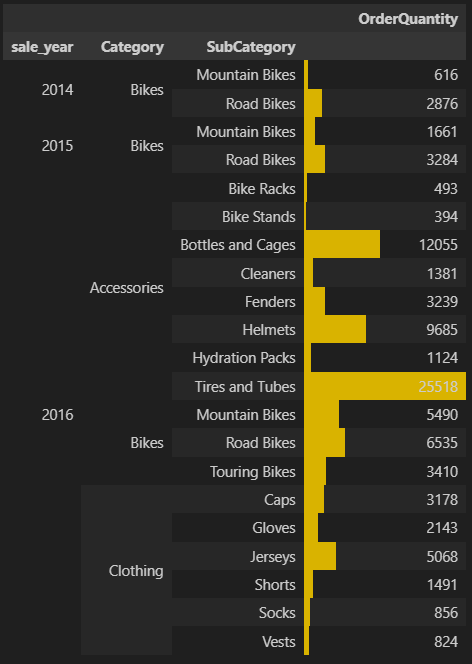 OrderQuantity
sale_year Category SubCategory
2014 Bikes Mountain Bikes 616
Road Bikes 2876
2015 Bikes Mountain Bikes 1661
Road Bikes 3284
2016 Accessories Bike Racks 493
Bike Stands 394
Bottles and Cages 12055
Cleaners 1381
Fenders 3239
Helmets 9685
Hydration Packs 1124
Tires and Tubes 25518
Bikes Mountain Bikes 5490
Road Bikes 6535
Touring Bikes 3410
Clothing Caps 3178
Gloves 2143
Jerseys 5068
Shorts 1491
Socks 856
Vests 824